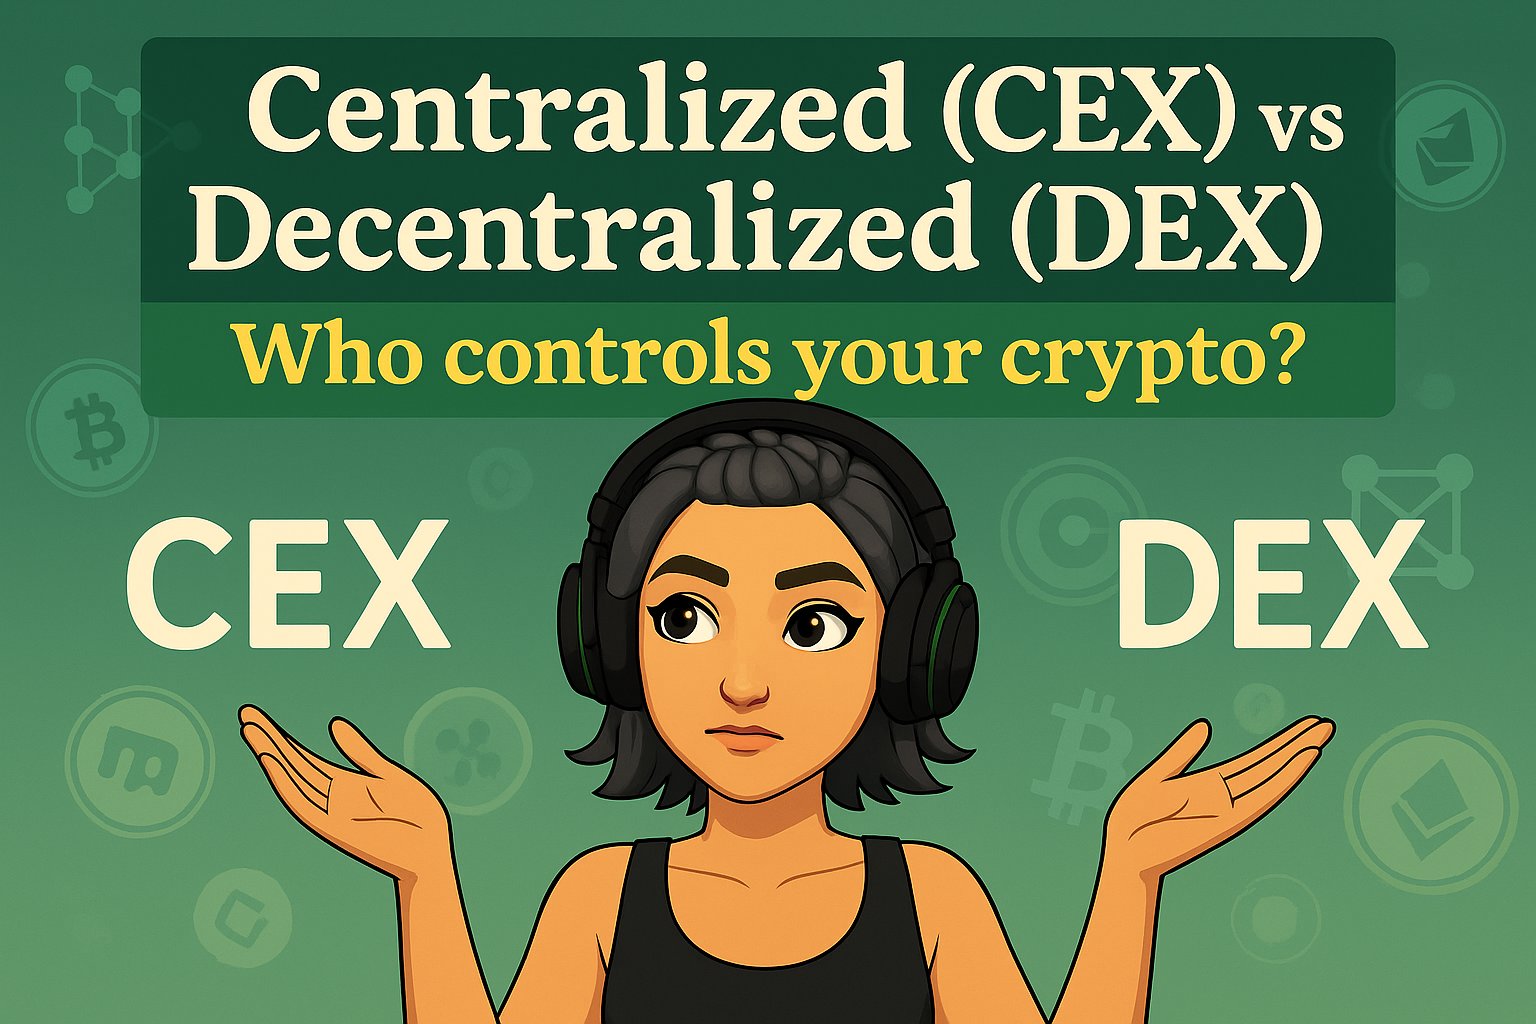 Centralized (CEX) vs
Decentralized (DEX)
Who controls your crypto?
CEX
DEX